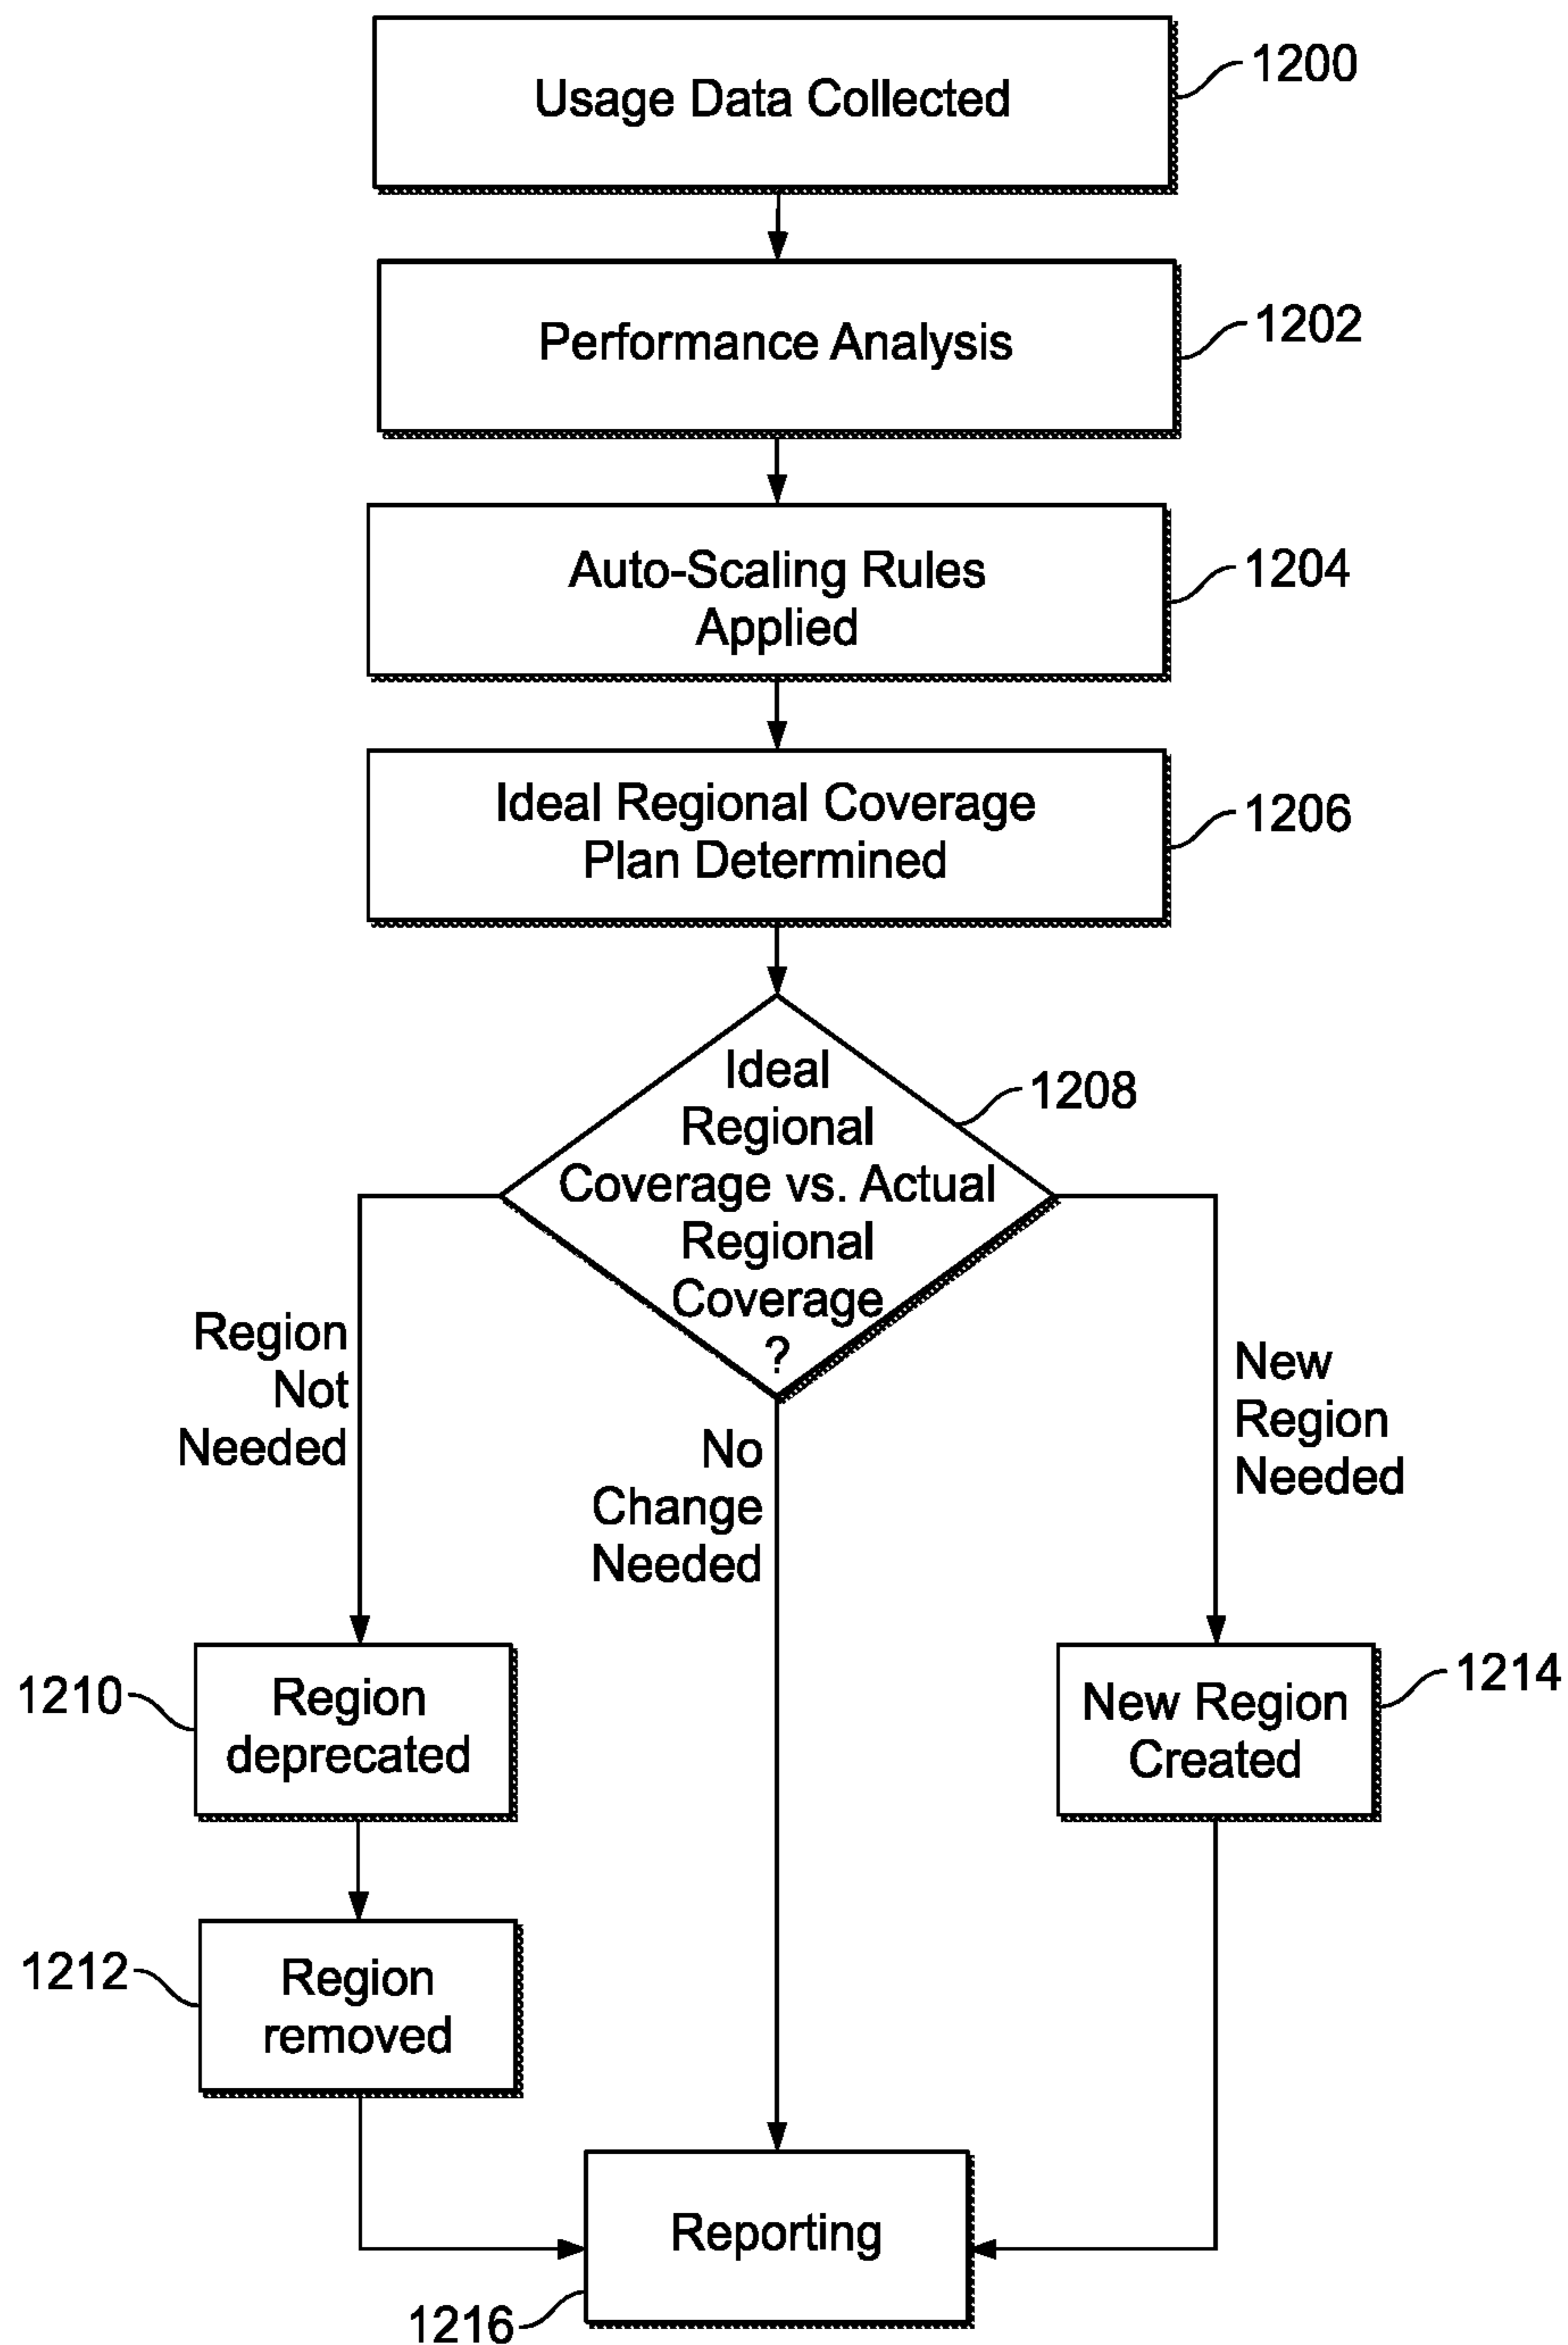 Usage Data Collected
1200
Performance Analysis
1202
Auto-Scaling Rules
Applied
1204
Ideal Regional Coverage
Plan Determined
1206
Ideal
Regional
Coverage vs. Actual
Regional
Coverage
?
1208
Region
Not
Needed
No
Change
Needed
New
Region
Needed
1210
Region
deprecated
New Region
Created
1214
1212
Region
removed
Reporting
1216